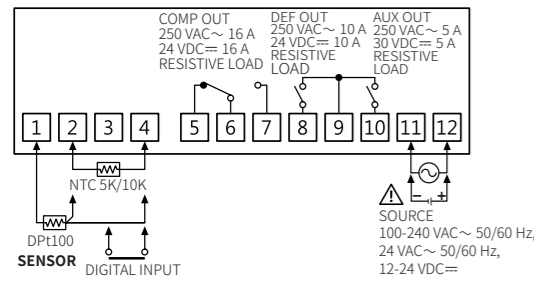 COMP OUT
250 VAC∼ 16 A
24 VDC⎓ 16 A
RESISTIVE LOAD
DEF OUT
250 VAC∼ 10 A
24 VDC⎓ 10 A
RESISTIVE
LOAD
AUX OUT
250 VAC∼ 5 A
30 VDC⎓ 5 A
RESISTIVE
LOAD
1 2 3 4 5 6 7 8 9 10 11 12
NTC 5K/10K
DPt100
SENSOR
DIGITAL INPUT
− +
SOURCE
100-240 VAC∼ 50/60 Hz,
24 VAC∼ 50/60 Hz,
12-24 VDC⎓